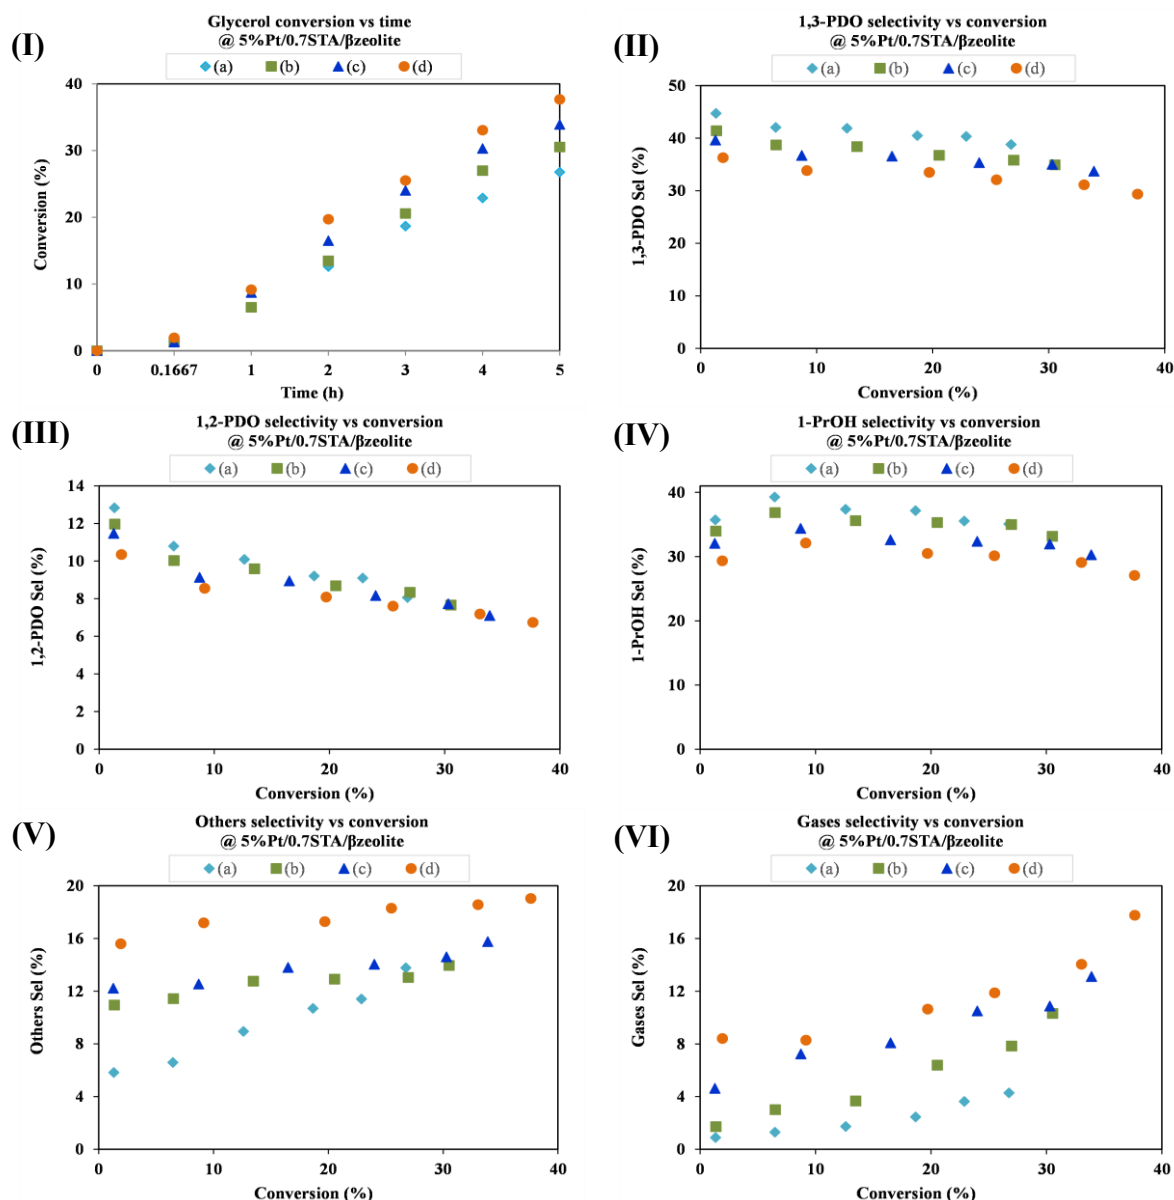 (I)
Glycerol conversion vs time
@ 5%Pt/0.7STA/βzeolite
(a) (b) (c) (d)
40
30
20
10
0
Conversion (%)
0 0.1667 1 2 3 4 5
Time (h)
(II)
1,3-PDO selectivity vs conversion
@ 5%Pt/0.7STA/βzeolite
(a) (b) (c) (d)
50
40
30
20
10
0
1,3-PDO Sel (%)
0 10 20 30 40
Conversion (%)
(III)
1,2-PDO selectivity vs conversion
@ 5%Pt/0.7STA/βzeolite
(a) (b) (c) (d)
14
12
10
8
6
4
2
0
1,2-PDO Sel (%)
0 10 20 30 40
Conversion (%)
(IV)
1-PrOH selectivity vs conversion
@ 5%Pt/0.7STA/βzeolite
(a) (b) (c) (d)
40
30
20
10
0
1-PrOH Sel (%)
0 10 20 30 40
Conversion (%)
(V)
Others selectivity vs conversion
@ 5%Pt/0.7STA/βzeolite
(a) (b) (c) (d)
20
16
12
8
4
0
Others Sel (%)
0 10 20 30 40
Conversion (%)
(VI)
Gases selectivity vs conversion
@ 5%Pt/0.7STA/βzeolite
(a) (b) (c) (d)
20
16
12
8
4
0
Gases Sel (%)
0 10 20 30 40
Conversion (%)